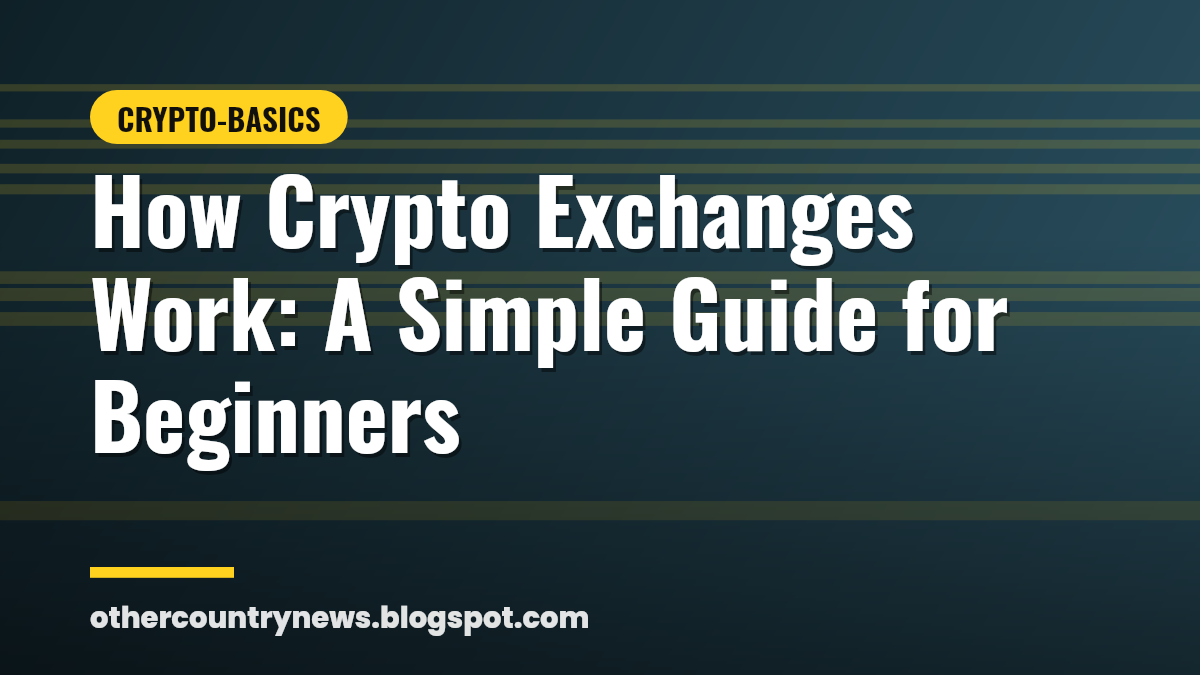 CRYPTO-BASICS
How Crypto Exchanges
Work: A Simple Guide for
Beginners
othercountrynews.blogspot.com